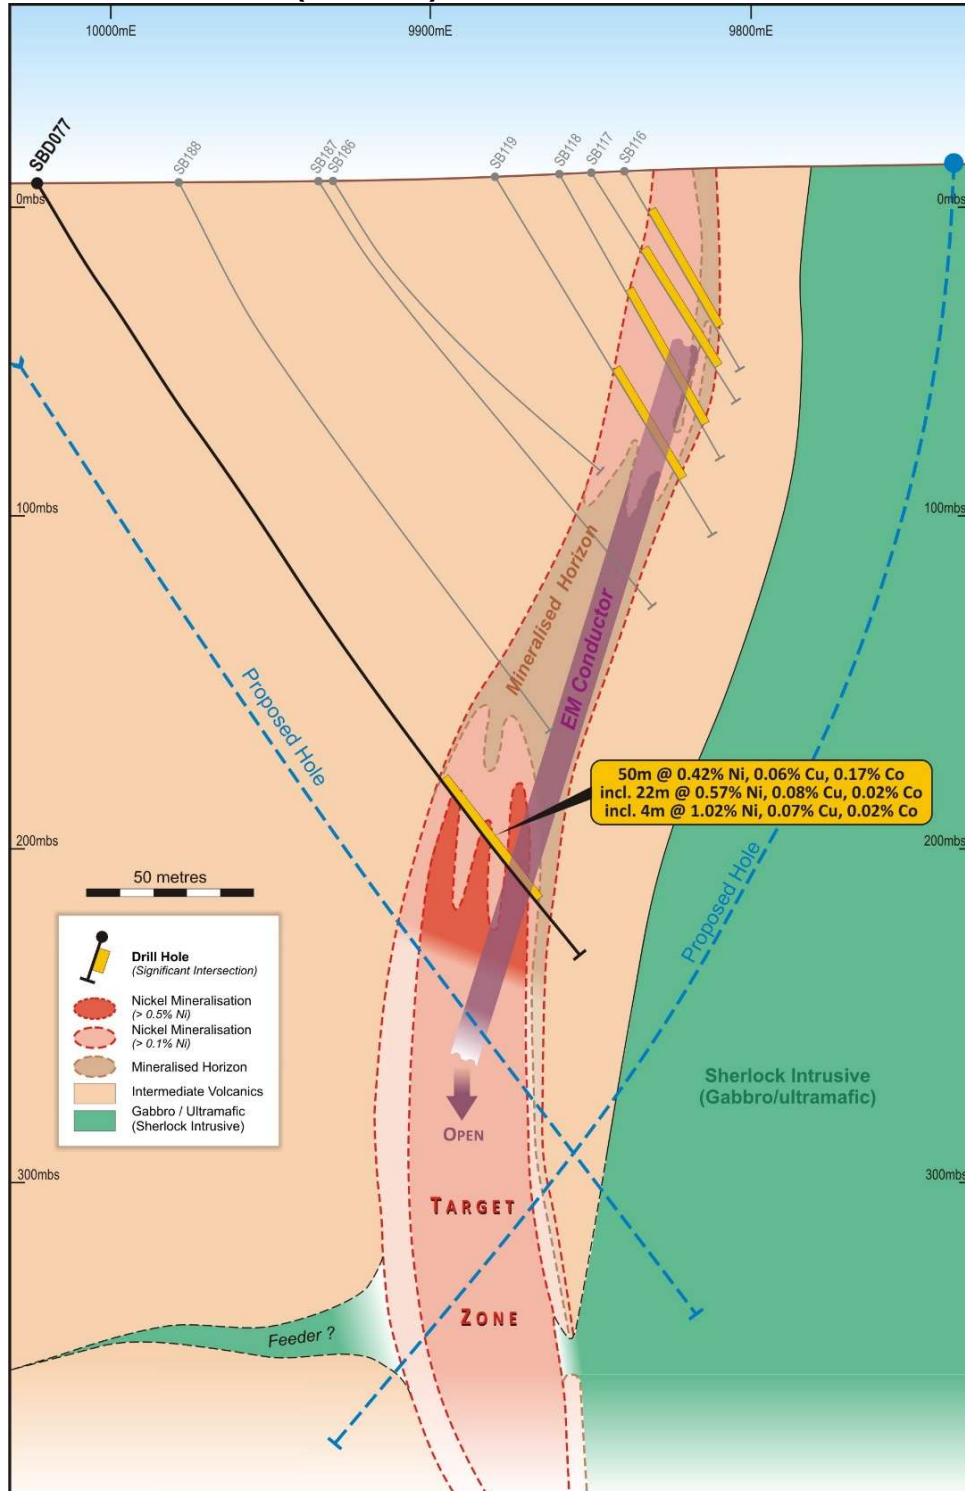 10000mE
9900mE
9800mE
SBD077
SB188
SB187
SB186
SB119
SB118
SB117
SB116
0mbs
0mbs
100mbs
100mbs
Mineralised Horizon
EM Conductor
Proposed Hole
50m @ 0.42% Ni, 0.06% Cu, 0.17% Co
incl. 22m @ 0.57% Ni, 0.08% Cu, 0.02% Co
incl. 4m @ 1.02% Ni, 0.07% Cu, 0.02% Co
200mbs
200mbs
Proposed Hole
50 metres
Drill Hole
(Significant Intersection)
Nickel Mineralisation
(> 0.5% Ni)
Nickel Mineralisation
(> 0.1% Ni)
Mineralised Horizon
Intermediate Volcanics
Gabbro / Ultramafic
(Sherlock Intrusive)
Sherlock Intrusive
(Gabbro/ultramafic)
OPEN
300mbs
300mbs
TARGET
ZONE
Feeder ?